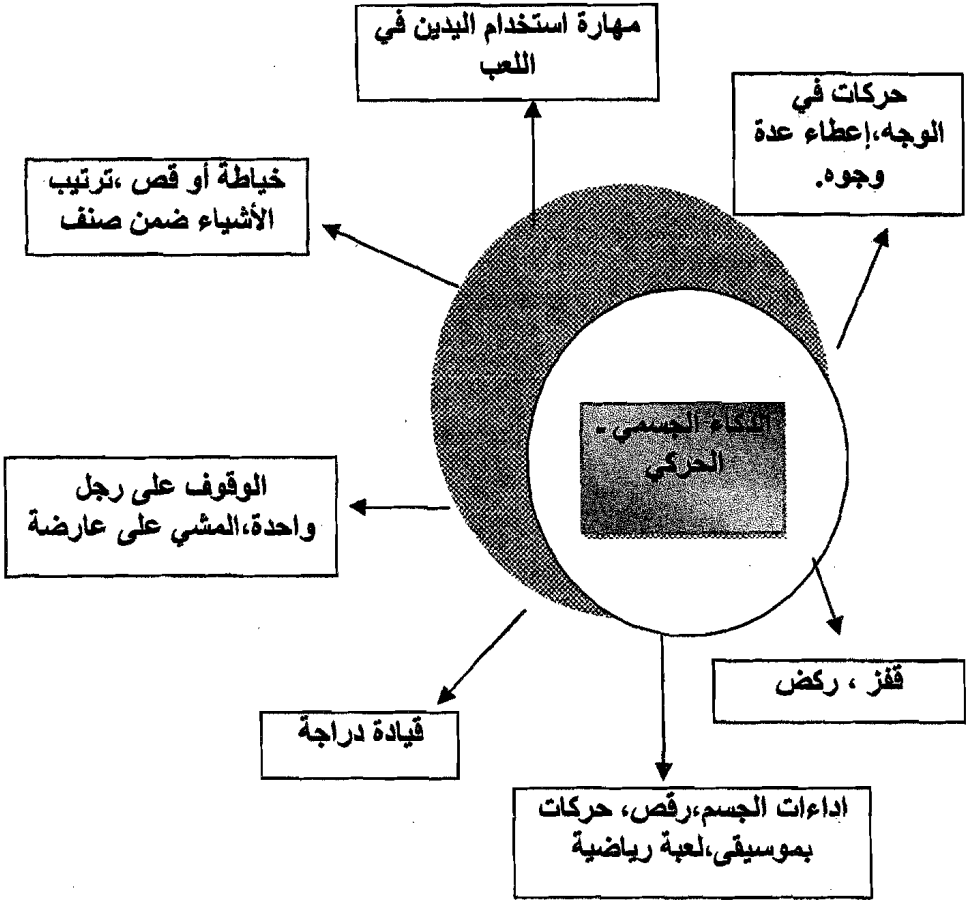 مهارة استخدام اليدين في
اللعب
حركات في
الوجه،إعطاء عدة
وجوه.
خياطة أو قص ،ترتيب
الأشياء ضمن صنف
الذكاء الجسمي -
الحركي
الوقوف على رجل
واحدة،المشي على عارضة
قفز ، ركض
قيادة دراجة
اداءات الجسم،رقص، حركات
بموسيقى،لعبة رياضية